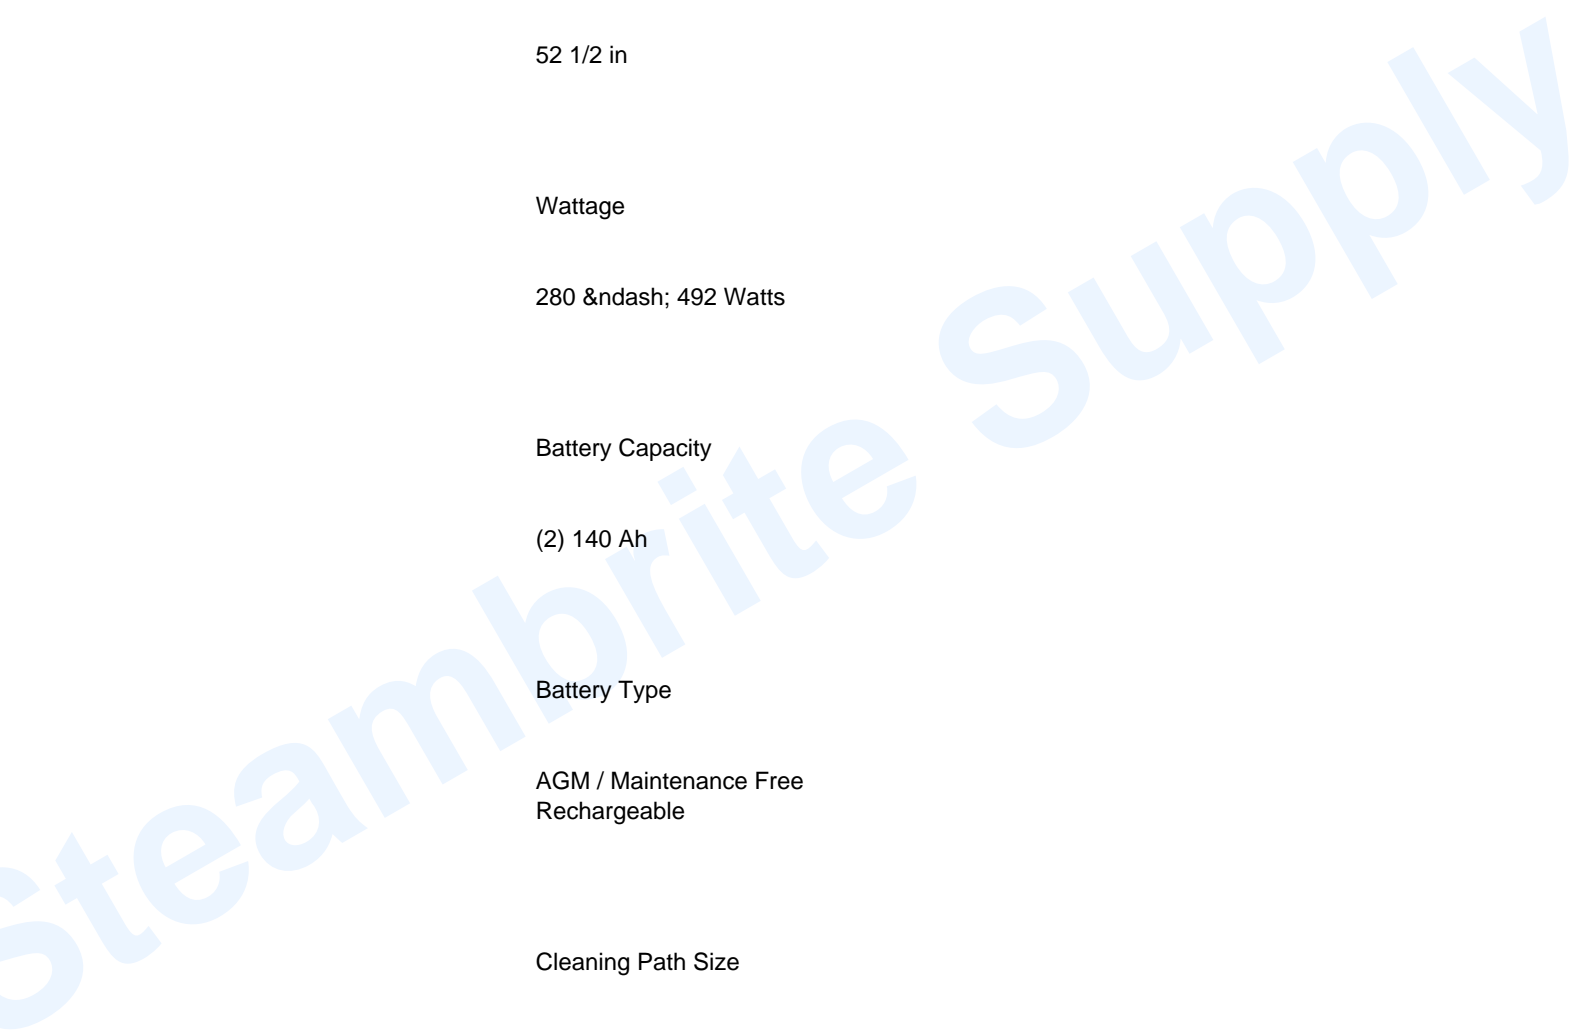 52 1/2 in
Wattage
280 &ndash; 492 Watts
Battery Capacity
(2) 140 Ah
Battery Type
AGM / Maintenance Free
Rechargeable
Cleaning Path Size
Steambrite Supply